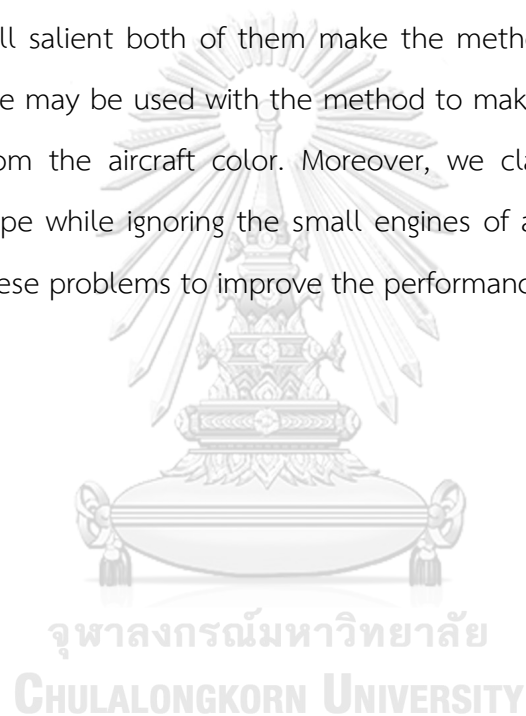 ll salient both of them make the metho
e may be used with the method to mak
om the aircraft color. Moreover, we cla
pe while ignoring the small engines of a
ese problems to improve the performanc
จุฬาลงกรณ์มหาวิทยาลัย
CHULALONGKORN UNIVERSITY